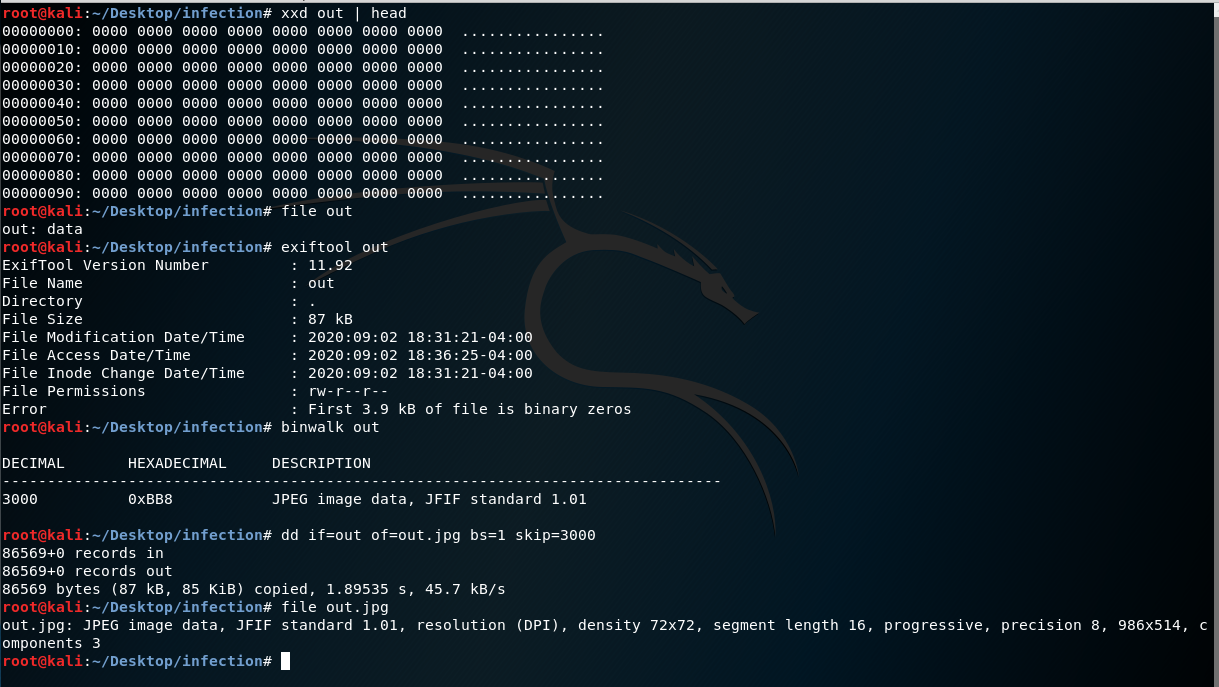 root@kali:~/Desktop/infection# xxd out | head
00000000: 0000 0000 0000 0000 0000 0000 0000 0000  ................
00000010: 0000 0000 0000 0000 0000 0000 0000 0000  ................
00000020: 0000 0000 0000 0000 0000 0000 0000 0000  ................
00000030: 0000 0000 0000 0000 0000 0000 0000 0000  ................
00000040: 0000 0000 0000 0000 0000 0000 0000 0000  ................
00000050: 0000 0000 0000 0000 0000 0000 0000 0000  ................
00000060: 0000 0000 0000 0000 0000 0000 0000 0000  ................
00000070: 0000 0000 0000 0000 0000 0000 0000 0000  ................
00000080: 0000 0000 0000 0000 0000 0000 0000 0000  ................
00000090: 0000 0000 0000 0000 0000 0000 0000 0000  ................
root@kali:~/Desktop/infection# file out
out: data
root@kali:~/Desktop/infection# exiftool out
ExifTool Version Number         : 11.92
File Name                       : out
Directory                       : .
File Size                       : 87 kB
File Modification Date/Time     : 2020:09:02 18:31:21-04:00
File Access Date/Time           : 2020:09:02 18:36:25-04:00
File Inode Change Date/Time     : 2020:09:02 18:31:21-04:00
File Permissions                : rw-r--r--
Error                           : First 3.9 kB of file is binary zeros
root@kali:~/Desktop/infection# binwalk out
DECIMAL       HEXADECIMAL     DESCRIPTION
--------------------------------------------------------------------------------
3000          0xBB8           JPEG image data, JFIF standard 1.01
root@kali:~/Desktop/infection# dd if=out of=out.jpg bs=1 skip=3000
86569+0 records in
86569+0 records out
86569 bytes (87 kB, 85 KiB) copied, 1.89535 s, 45.7 kB/s
root@kali:~/Desktop/infection# file out.jpg
out.jpg: JPEG image data, JFIF standard 1.01, resolution (DPI), density 72x72, segment length 16, progressive, precision 8, 986x514, c
omponents 3
root@kali:~/Desktop/infection#